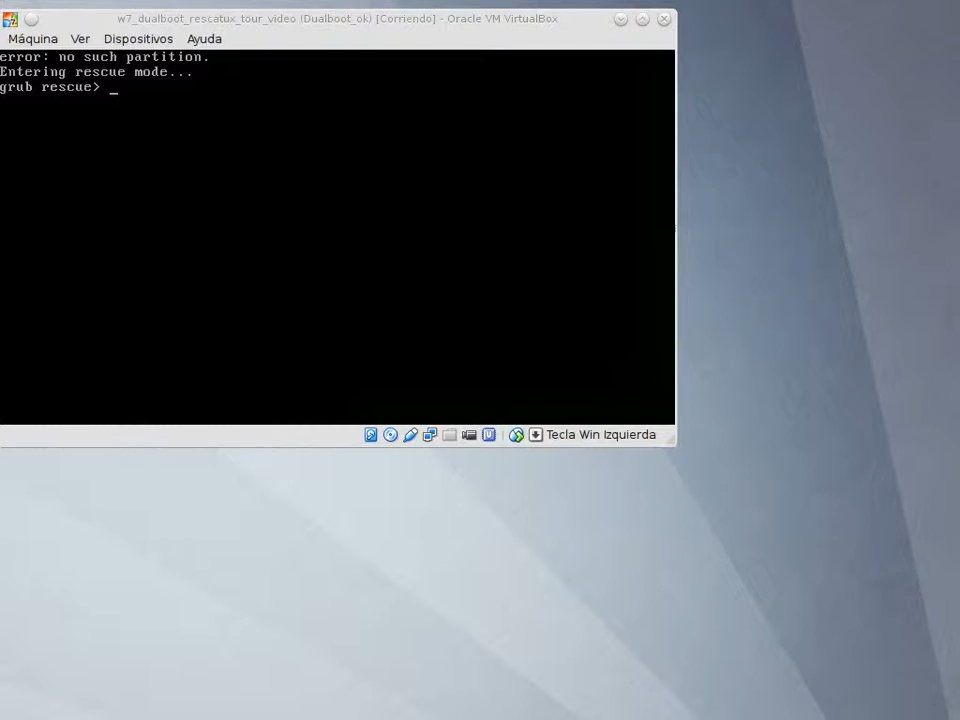 w7_dualboot_rescatux_tour_video (Dualboot_ok) [Corriendo] - Oracle VM VirtualBox
Máquina Ver Dispositivos Ayuda
error: no such partition.
Entering rescue mode...
grub rescue> _
Tecla Win Izquierda